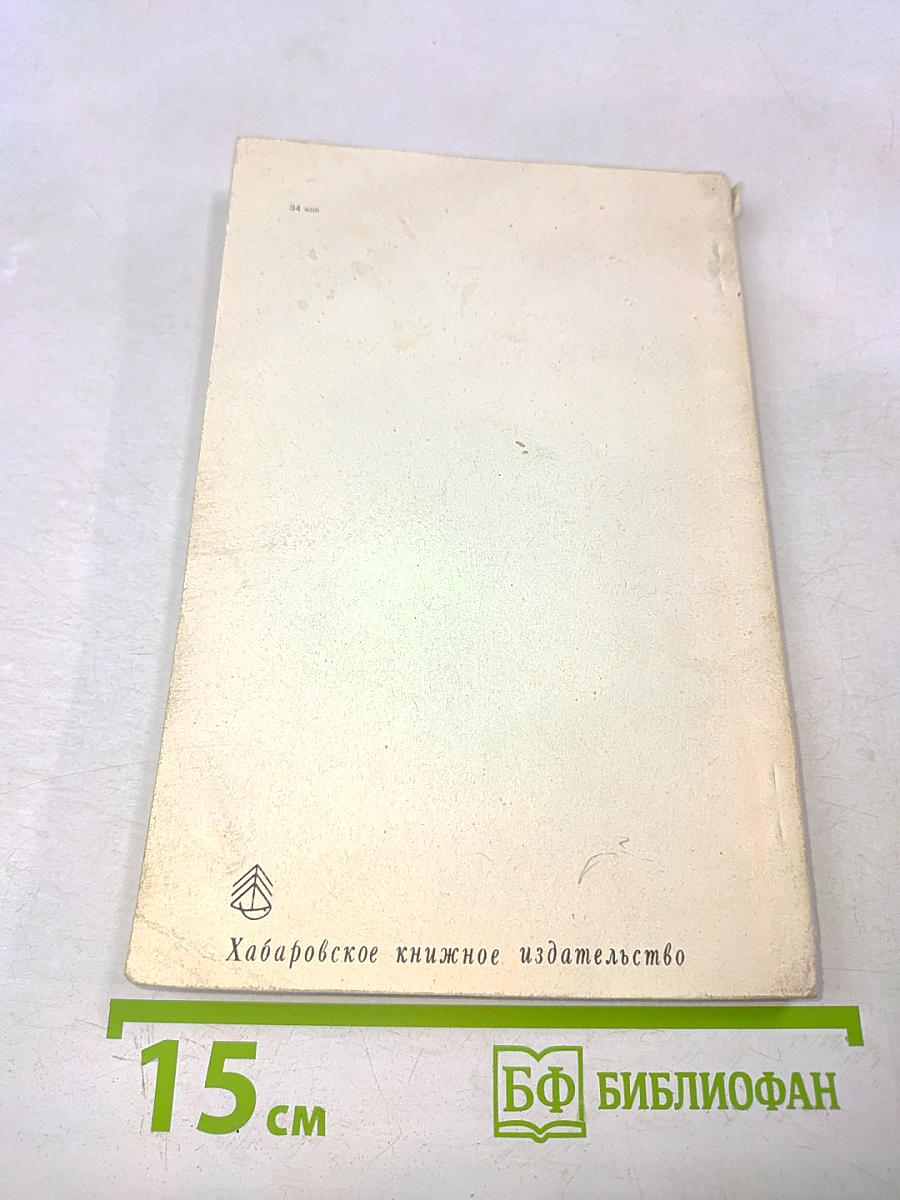 34 коп
Хабаровское книжное издательство
15 см
БФ БИБЛИОФАН